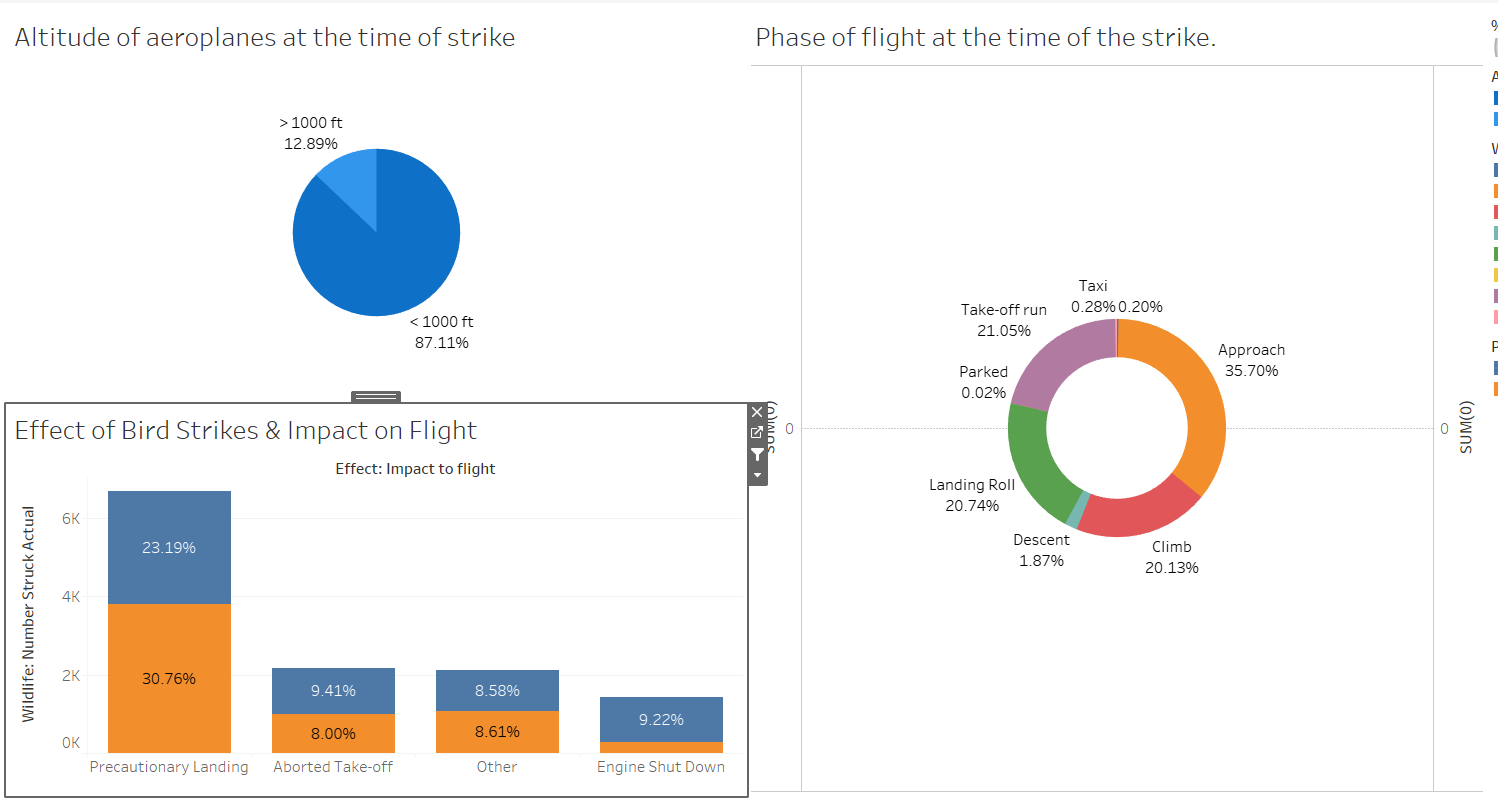 Altitude of aeroplanes at the time of strike
> 1000 ft
12.89%
< 1000 ft
87.11%
Phase of flight at the time of the strike.
Taxi
0.28% 0.20%
Take-off run
21.05%
Approach
35.70%
Parked
0.02%
0
SUM(0)
0
SUM(0)
Landing Roll
20.74%
Descent
1.87%
Climb
20.13%
Effect of Bird Strikes & Impact on Flight
Effect: Impact to flight
Wildlife: Number Struck Actual
6K
4K
2K
0K
23.19%
30.76%
9.41%
8.00%
8.58%
8.61%
9.22%
Precautionary Landing
Aborted Take-off
Other
Engine Shut Down